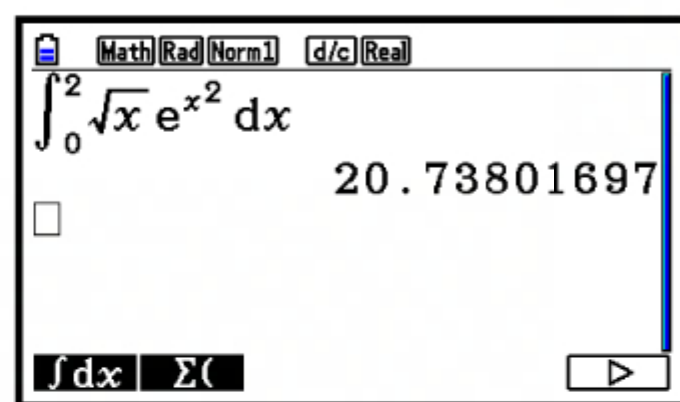 Math Rad Norm1 d/c Real
∫₀² √x e^x² dx
20.73801697
∫dx Σ(